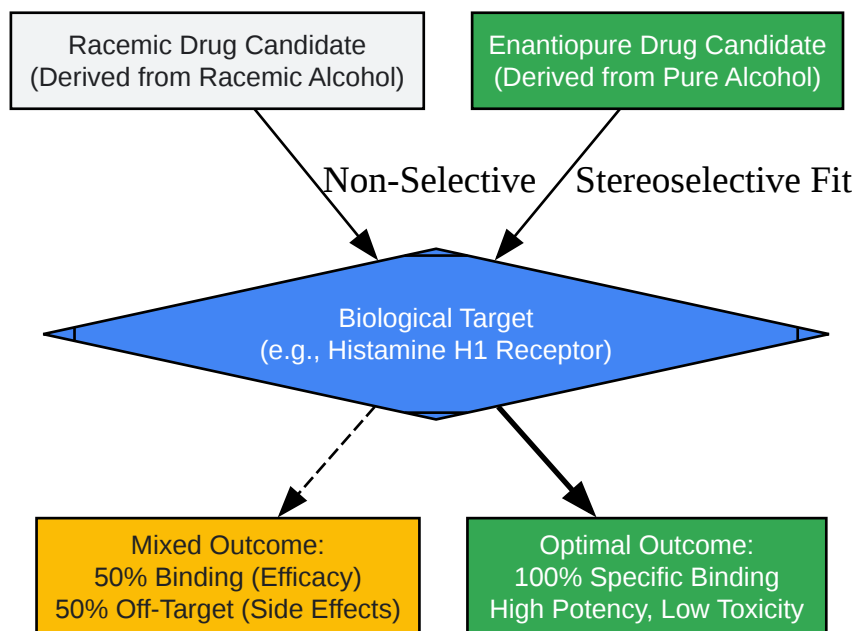 Racemic Drug Candidate
(Derived from Racemic Alcohol)
Enantiopure Drug Candidate
(Derived from Pure Alcohol)
Non-Selective
Stereoselective Fit
Biological Target
(e.g., Histamine H1 Receptor)
Mixed Outcome:
50% Binding (Efficacy)
50% Off-Target (Side Effects)
Optimal Outcome:
100% Specific Binding
High Potency, Low Toxicity